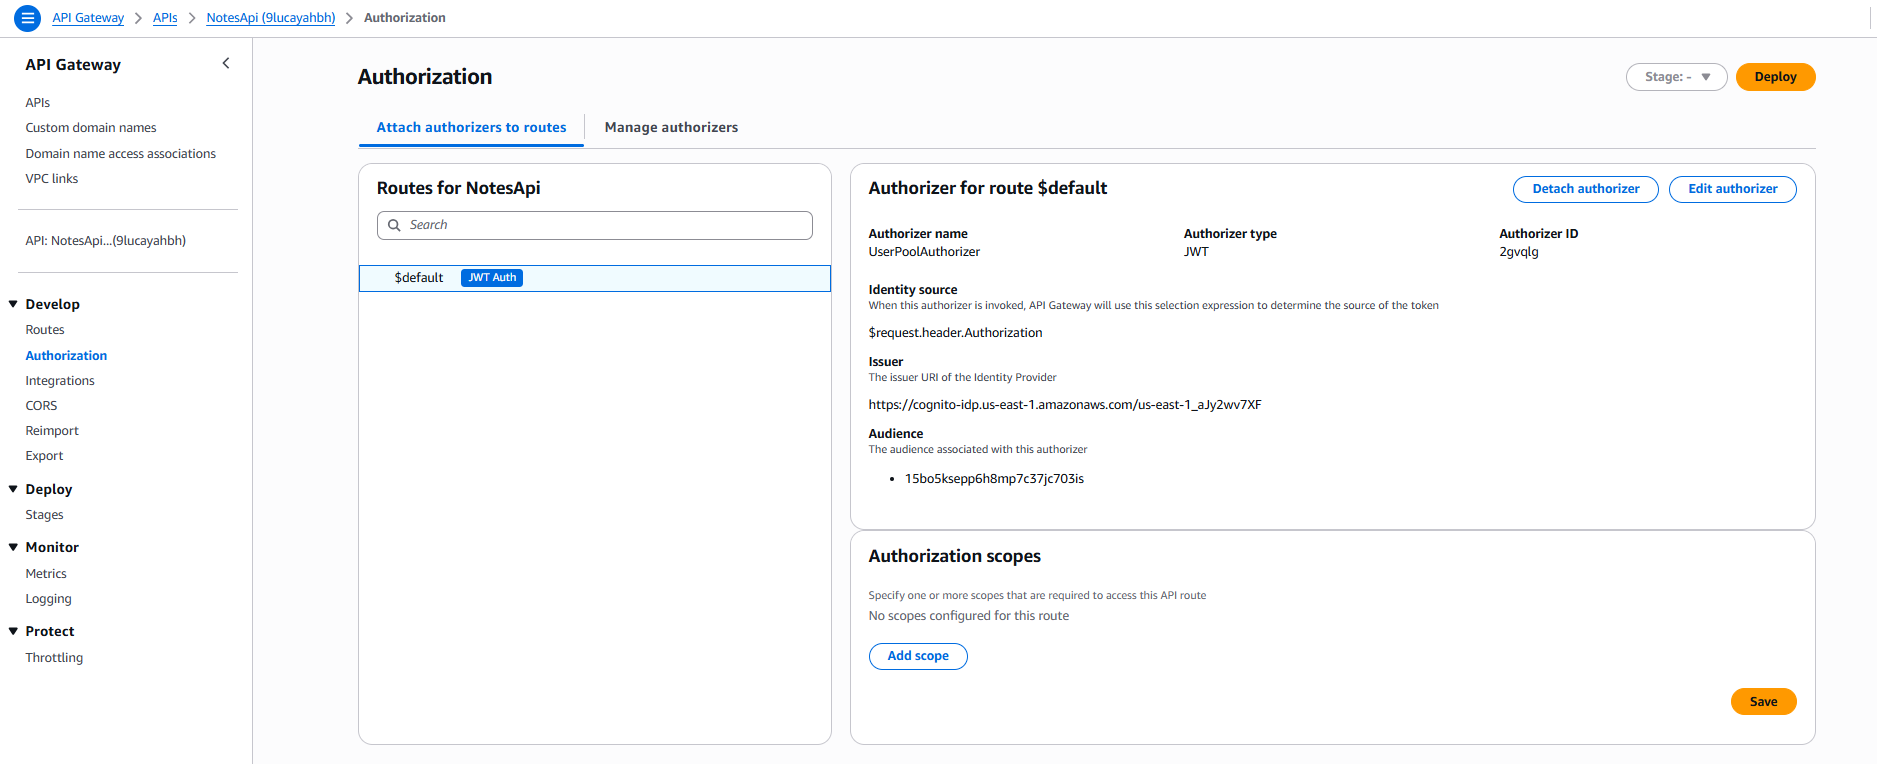 API Gateway > APIs > NotesApi (9lucayahbh) > Authorization
API Gateway
APIs
Custom domain names
Domain name access associations
VPC links
API: NotesApi...(9lucayahbh)
Develop
Routes
Authorization
Integrations
CORS
Reimport
Export
Deploy
Stages
Monitor
Metrics
Logging
Protect
Throttling
Authorization
Stage: -
Deploy
Attach authorizers to routes
Manage authorizers
Routes for NotesApi
Search
$default JWT Auth
Authorizer for route $default
Detach authorizer
Edit authorizer
Authorizer name
UserPoolAuthorizer
Authorizer type
JWT
Authorizer ID
2gvqlg
Identity source
When this authorizer is invoked, API Gateway will use this selection expression to determine the source of the token
$request.header.Authorization
Issuer
The issuer URI of the Identity Provider
https://cognito-idp.us-east-1.amazonaws.com/us-east-1_aJy2wv7XF
Audience
The audience associated with this authorizer
• 15bo5ksepp6h8mp7c37jc703is
Authorization scopes
Specify one or more scopes that are required to access this API route
No scopes configured for this route
Add scope
Save